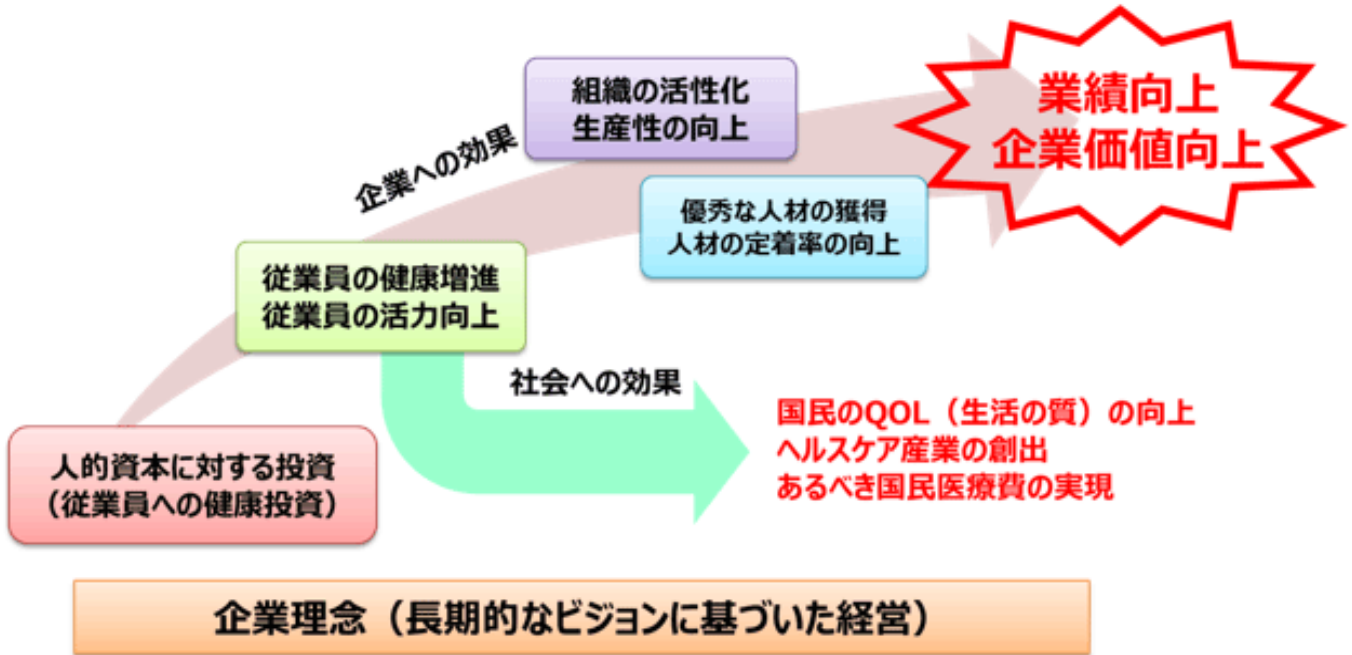 業績向上
企業価値向上
組織の活性化
生産性の向上
企業への効果
優秀な人材の獲得
人材の定着率の向上
従業員の健康増進
従業員の活力向上
社会への効果
国民のQOL(生活の質)の向上
ヘルスケア産業の創出
あるべき国民医療費の実現
人的資本に対する投資
(従業員への健康投資)
企業理念(長期的なビジョンに基づいた経営)